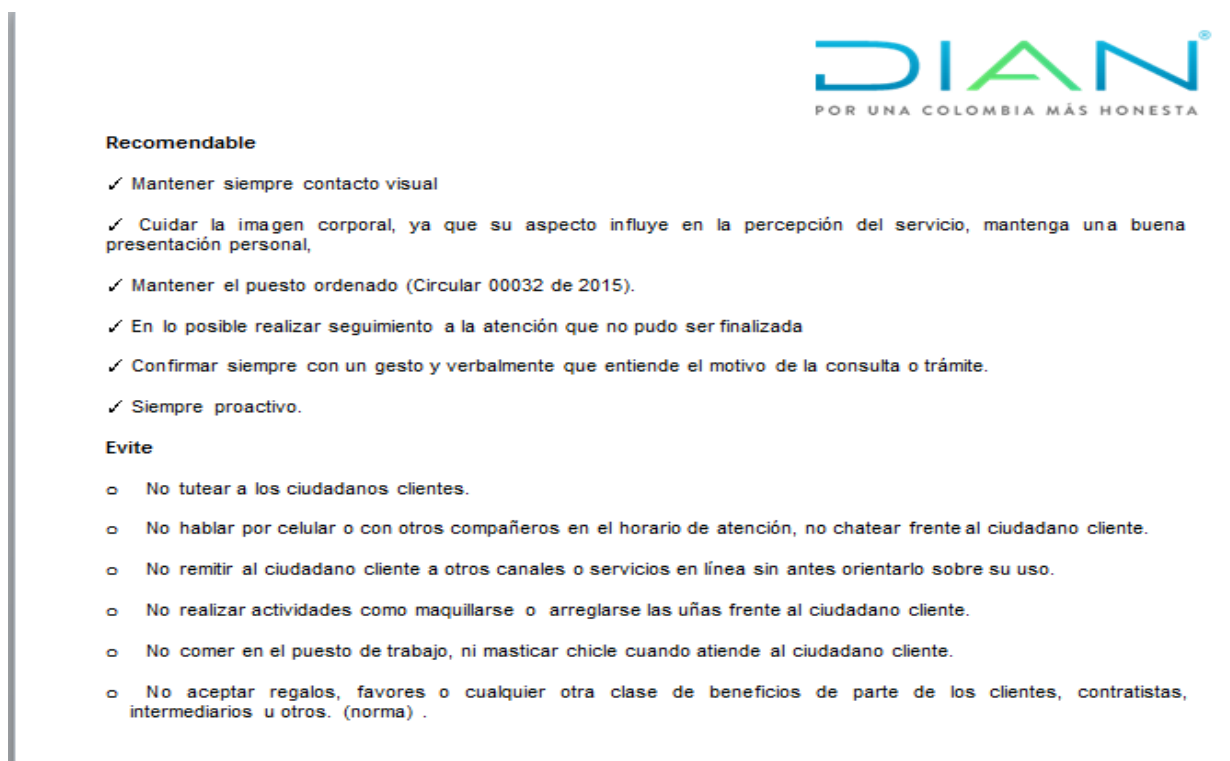 DIAN®
POR UNA COLOMBIA MÁS HONESTA
Recomendable
✓ Mantener siempre contacto visual
✓ Cuidar la imagen corporal, ya que su aspecto influye en la percepción del servicio, mantenga una buena
presentación personal,
✓ Mantener el puesto ordenado (Circular 00032 de 2015).
✓ En lo posible realizar seguimiento a la atención que no pudo ser finalizada
✓ Confirmar siempre con un gesto y verbalmente que entiende el motivo de la consulta o trámite.
✓ Siempre proactivo.
Evite
o No tutear a los ciudadanos clientes.
o No hablar por celular o con otros compañeros en el horario de atención, no chatear frente al ciudadano cliente.
o No remitir al ciudadano cliente a otros canales o servicios en línea sin antes orientarlo sobre su uso.
o No realizar actividades como maquillarse o arreglarse las uñas frente al ciudadano cliente.
o No comer en el puesto de trabajo, ni masticar chicle cuando atiende al ciudadano cliente.
o No aceptar regalos, favores o cualquier otra clase de beneficios de parte de los clientes, contratistas,
intermediarios u otros. (norma) .